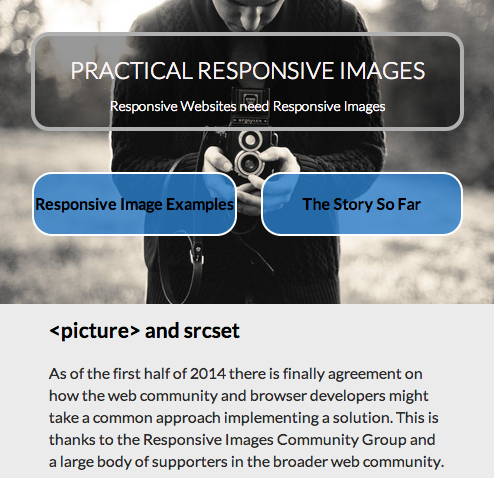 PRACTICAL RESPONSIVE IMAGES
Responsive Websites need Responsive Images
Responsive Image Examples
The Story So Far
<picture> and srcset
As of the first half of 2014 there is finally agreement on
how the web community and browser developers might
take a common approach implementing a solution. This is
thanks to the Responsive Images Community Group and
a large body of supporters in the broader web community.